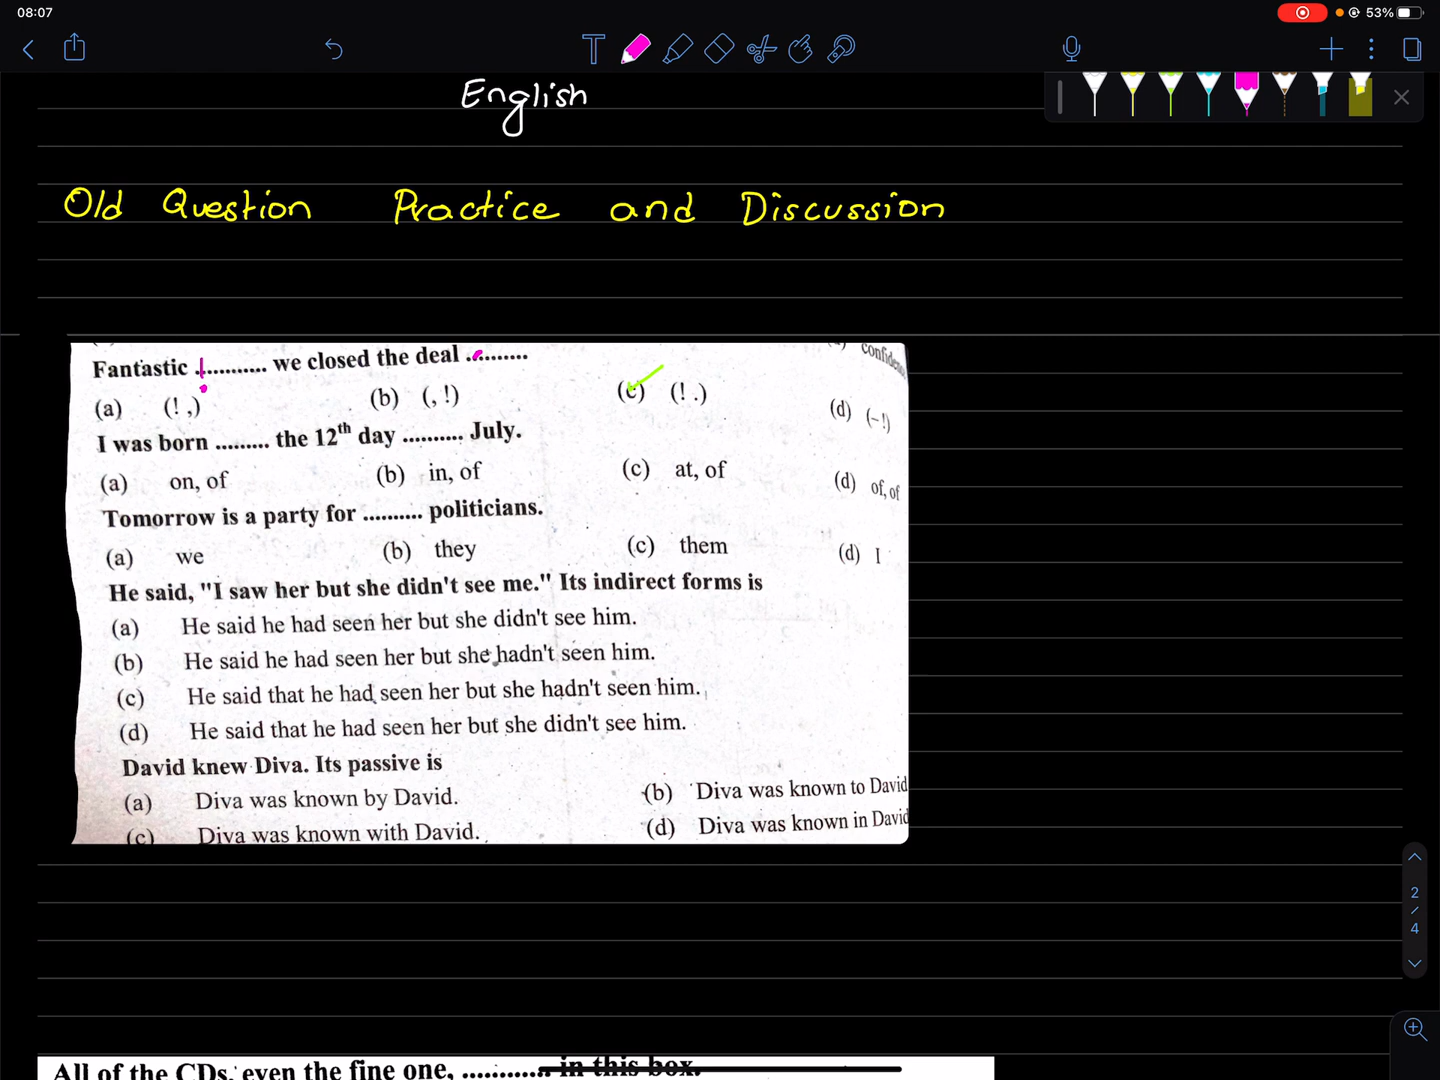 08:07
53%
English
Old Question Practice and Discussion
Fantastic ........... we closed the deal ..........
(a) (! ,) (b) (, !) (c) (! .) (d) (-!)
I was born ......... the 12th day .......... July.
(a) on, of (b) in, of (c) at, of (d) of, of
Tomorrow is a party for .......... politicians.
(a) we (b) they (c) them (d) I
He said, "I saw her but she didn't see me." Its indirect forms is
(a) He said he had seen her but she didn't see him.
(b) He said he had seen her but she hadn't seen him.
(c) He said that he had seen her but she hadn't seen him.
(d) He said that he had seen her but she didn't see him.
David knew Diva. Its passive is
(a) Diva was known by David. (b) Diva was known to David
(c) Diva was known with David. (d) Diva was known in David
2
/
4
All of the CDs, even the fine one, ............ in this box.